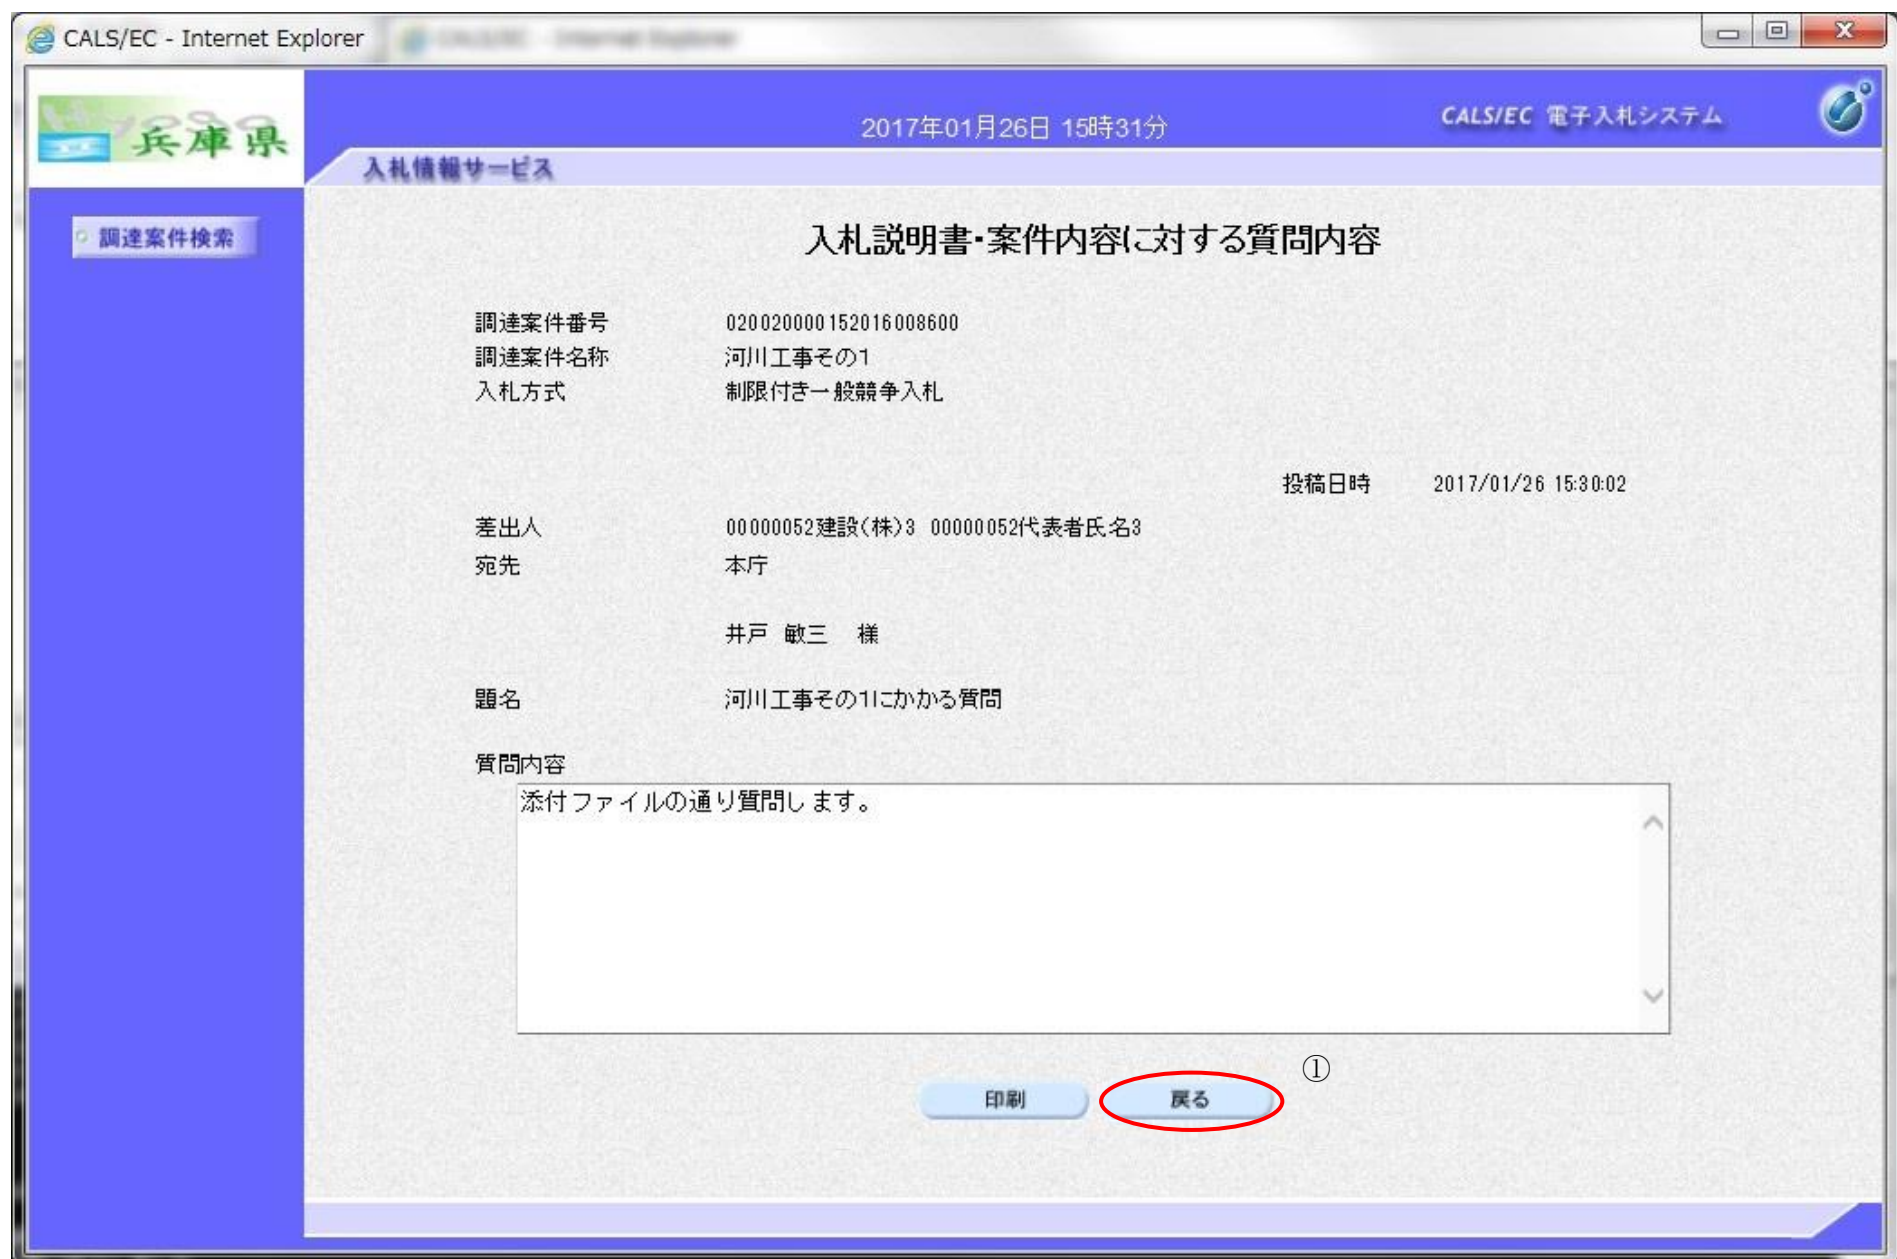 CALS/EC - Internet Explorer
兵庫県
2017年01月26日 15時31分
CALS/EC 電子入札システム
入札情報サービス
調達案件検索
入札説明書・案件内容に対する質問内容
調達案件番号 020020000152016008600
調達案件名称 河川工事その1
入札方式 制限付き一般競争入札
投稿日時 2017/01/26 15:30:02
差出人 00000052建設(株)3 00000052代表者氏名3
宛先 本庁
井戸 敏三 様
題名 河川工事その1にかかる質問
質問内容
添付ファイルの通り質問します。
①
印刷 戻る